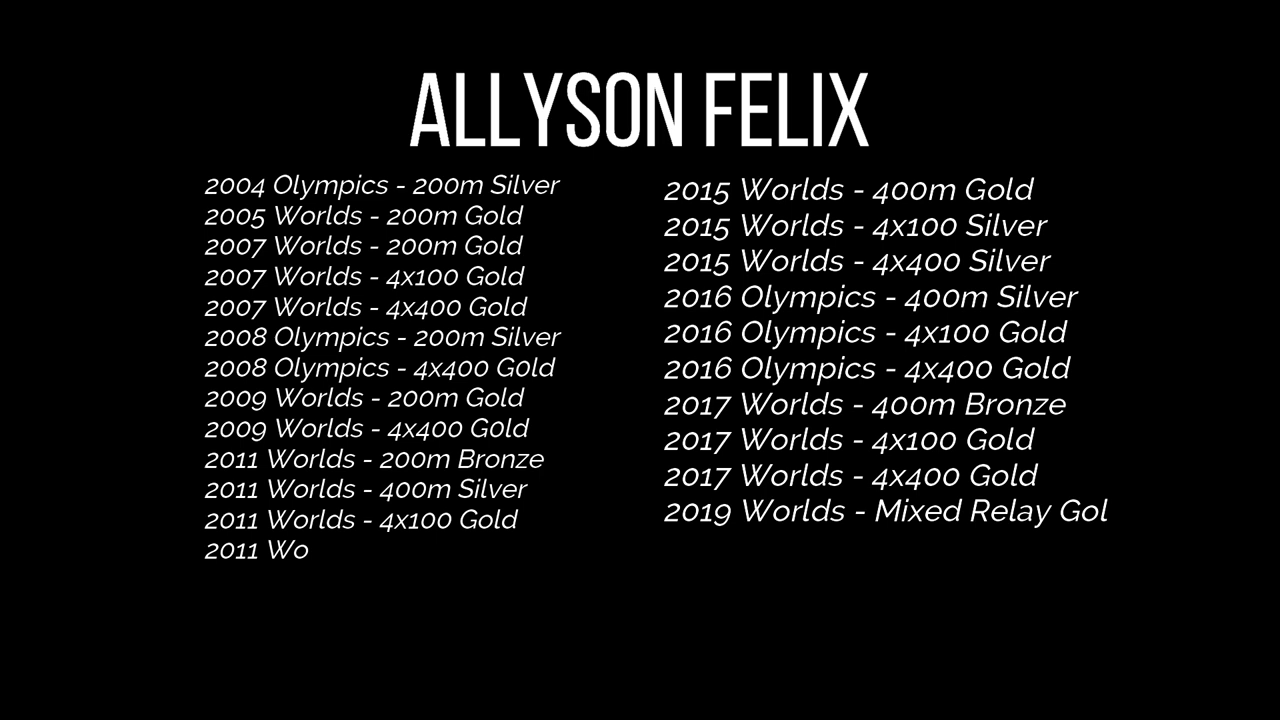 ALLYSON FELIX
2004 Olympics - 200m Silver
2005 Worlds - 200m Gold
2007 Worlds - 200m Gold
2007 Worlds - 4x100 Gold
2007 Worlds - 4x400 Gold
2008 Olympics - 200m Silver
2008 Olympics - 4x400 G0ld
2009 Worlds - 200m Gold
2009 Worlds - 4x400 G0ld
2011 Worlds - 200m Bronze
2011 Worlds - 400m Silver
2011 Worlds - 4x100 Gold
2011 Wo
2015 Worlds - 400m Gold
2015 Worlds - 4x100 Silver
2015 Worlds - 4x400 Silver
2016 Olympics - 400m Silver
2016 Olympics - 4x100 Gold
2016 Olympics - 4x400 Gold
2017 Worlds - 400m Bronze
2017 Worlds - 4x100 Gold
2017 Worlds - 4x400 Gold
2019 Worlds - Mixed Relay Gol